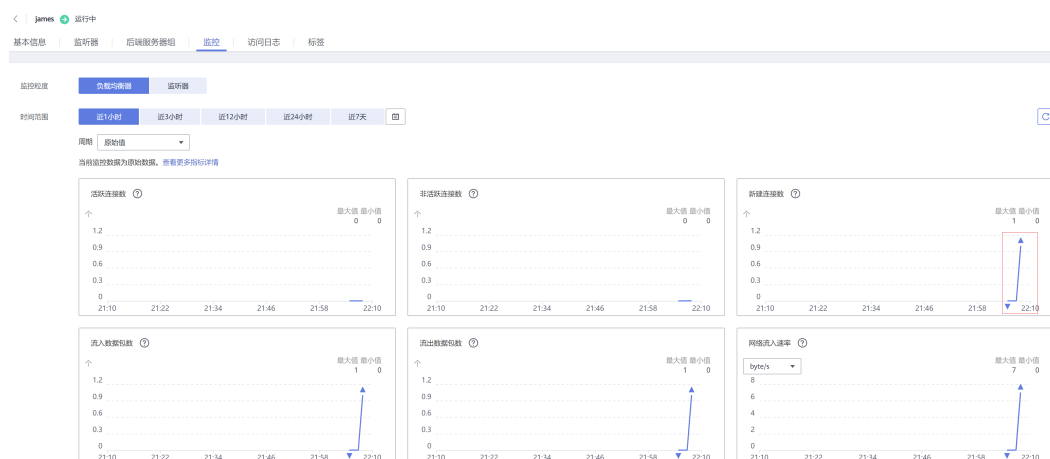 james 运行中
基本信息 监听器 后端服务器组 监控 访问日志 标签
监控粒度 负载均衡器 监听器
时间范围 近1小时 近3小时 近12小时 近24小时 近7天
周期 原始值
当前监控数据为原始数据。查看更多指标详情
活跃连接数
个
最大值 最小值
0 0
1.2
0.9
0.6
0.3
0
21:10 21:22 21:34 21:46 21:58 22:10
非活跃连接数
个
最大值 最小值
0 0
1.2
0.9
0.6
0.3
0
21:10 21:22 21:34 21:46 21:58 22:10
新建连接数
个
最大值 最小值
1 0
1.2
0.9
0.6
0.3
0
21:10 21:22 21:34 21:46 21:58 22:10
流入数据包数
个
最大值 最小值
1 0
1.2
0.9
0.6
0.3
0
21:10 21:22 21:34 21:46 21:58 22:10
流出数据包数
个
最大值 最小值
1 0
1.2
0.9
0.6
0.3
0
21:10 21:22 21:34 21:46 21:58 22:10
网络流入速率
byte/s
最大值 最小值
7 0
8
6
4
2
0
21:10 21:22 21:34 21:46 21:58 22:10